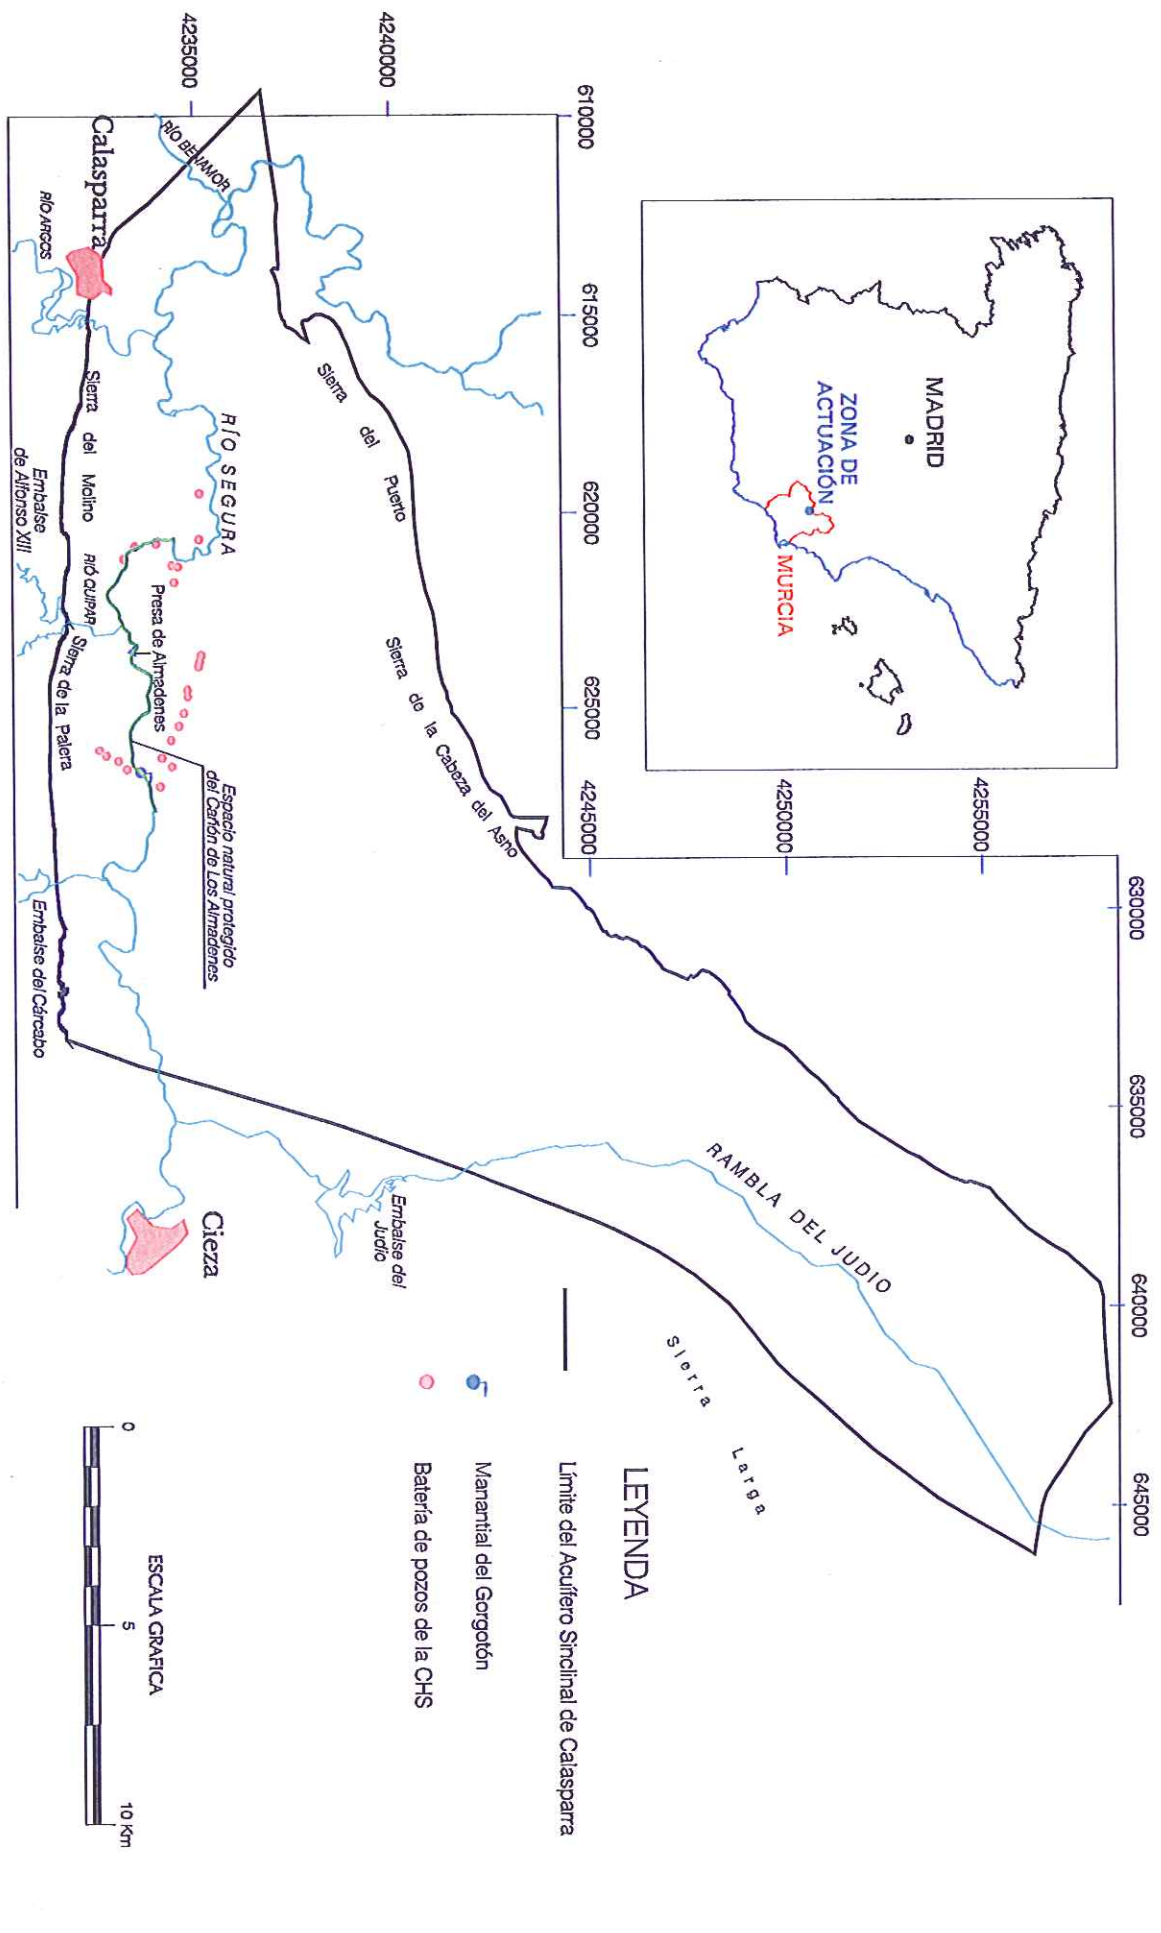 610000
615000
620000
625000
630000
635000
640000
645000
4255000
4250000
4245000
4240000
4235000
MADRID
ZONA DE
ACTUACIÓN
MURCIA
RAMBLA DEL JUDIO
Sierra Larga
Sierra de la Cabeza del Asno
Sierra del Puerto
RÍO BENAMOR
RÍO SEGURA
Calasparra
RÍO ARGOS
Sierra del Molino
RÍO QUIPAR
Presa de Almadenes
Espacio natural protegido
del Cañón de Los Almadenes
Embalse
de Alfonso XIII
Sierra de la Palera
Embalse del Cárcabo
Embalse del
Judio
Cieza
LEYENDA
Límite del Acuífero Sinclinal de Calasparra
Manantial del Gorgotón
Batería de pozos de la CHS
ESCALA GRAFICA
0 5 10 Km